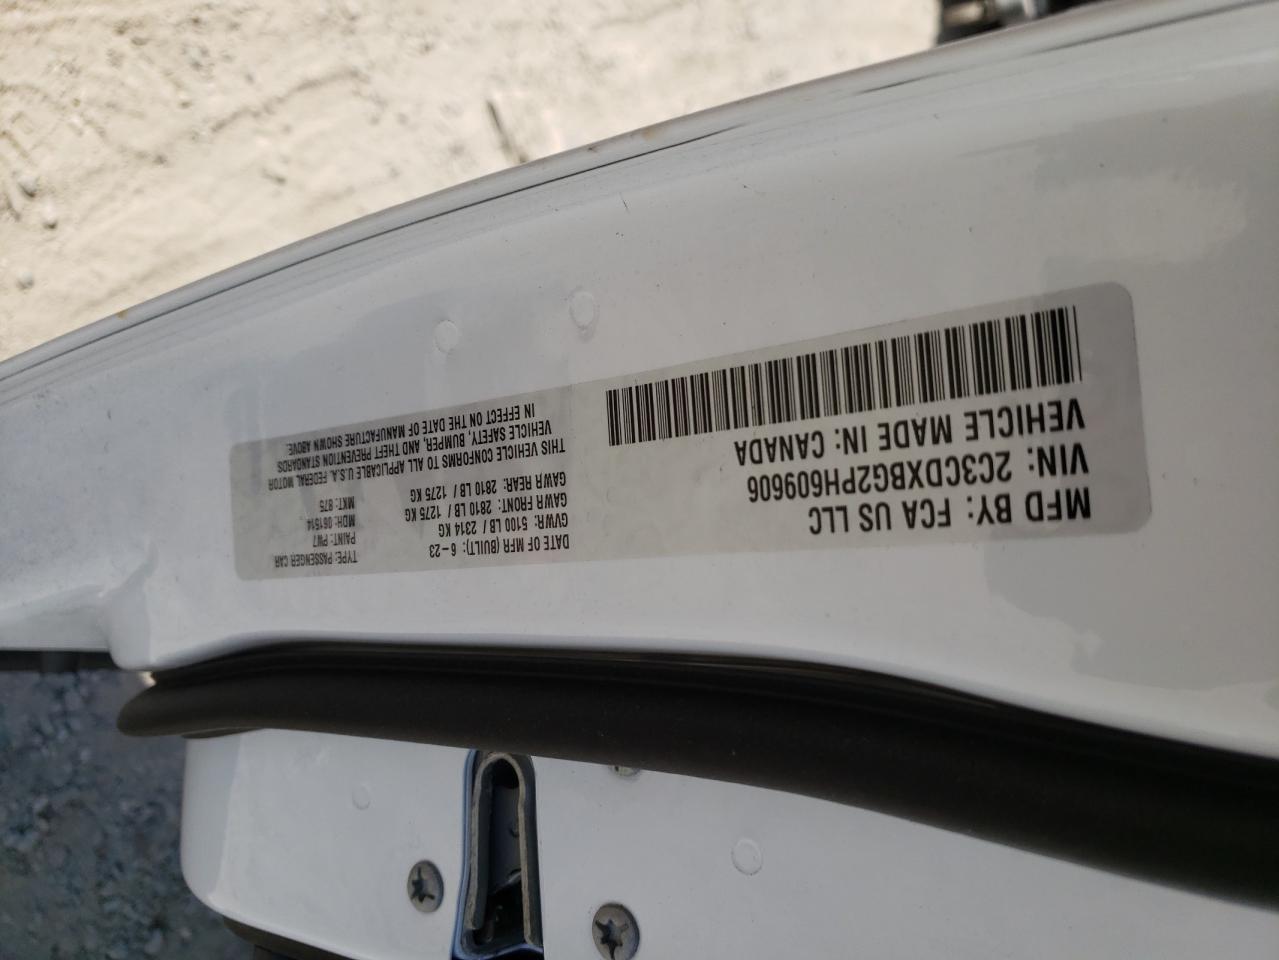 MFD BY: FCA US LLC
VIN: 2C3CDXBG2PH609606
VEHICLE MADE IN: CANADA
DATE OF MFR (BUILT): 6-23
GVWR: 5100 LB / 2314 KG
GAWR FRONT: 2810 LB / 1275 KG
GAWR REAR: 2810 LB / 1275 KG
TYPE: PASSENGER CAR
PAINT: PW7
MDH: 061514
MKT: 875
THIS VEHICLE CONFORMS TO ALL APPLICABLE U.S.A. FEDERAL MOTOR
VEHICLE SAFETY, BUMPER, AND THEFT PREVENTION STANDARDS
IN EFFECT ON THE DATE OF MANUFACTURE SHOWN ABOVE.